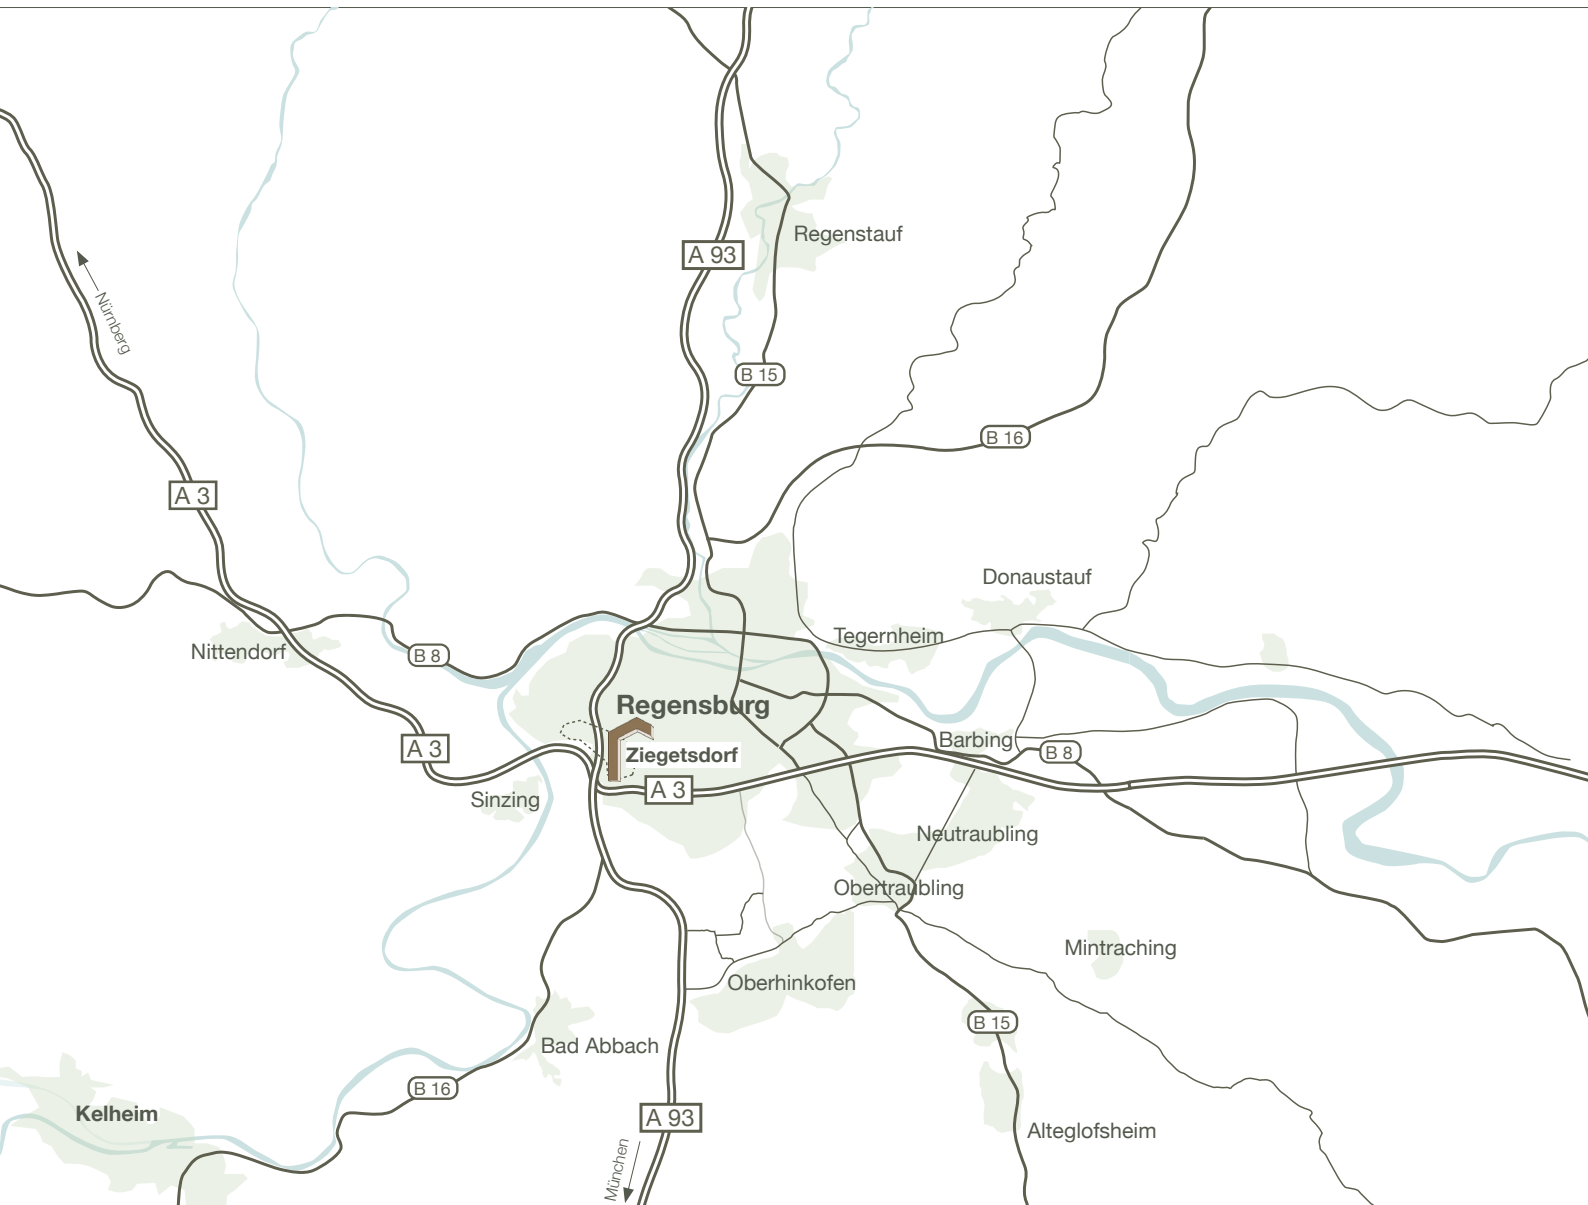 Regenstauf
A 93
Nürnberg
B 15
B 16
A 3
Donaustauf
Tegernheim
Nittendorf
B 8
Regensburg
Barbing
A 3
Ziegetsdorf
B 8
A 3
Sinzing
Neutraubling
Obertraubling
Mintraching
Oberhinkofen
B 15
Bad Abbach
B 16
Kelheim
A 93
Alteglofsheim
München